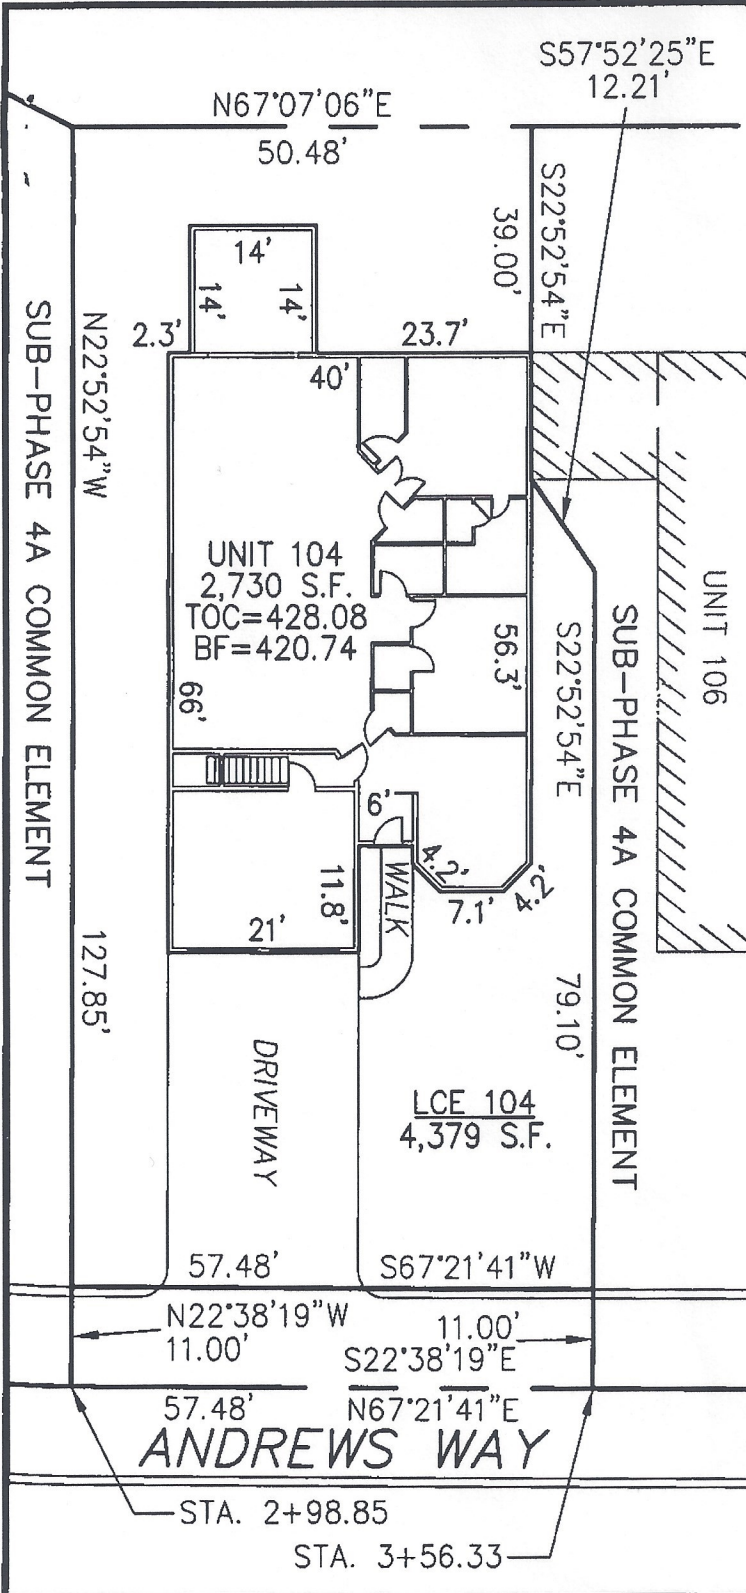 S57°52'25"E
12.21'
N67°07'06"E
50.48'
S22°52'54"E
39.00'
14'
14'
14'
2.3'
23.7'
40'
N22°52'54"W
SUB-PHASE 4A COMMON ELEMENT
UNIT 104
2,730 S.F.
TOC=428.08
BF=420.74
56.3'
66'
S22°52'54"E
SUB-PHASE 4A COMMON ELEMENT
UNIT 106
6'
4.2'
7.1'
4.2'
WALK
11.8'
21'
127.85'
79.10'
DRIVEWAY
LCE 104
4,379 S.F.
57.48'
S67°21'41"W
N22°38'19"W
11.00'
11.00'
S22°38'19"E
57.48'
N67°21'41"E
ANDREWS WAY
STA. 2+98.85
STA. 3+56.33